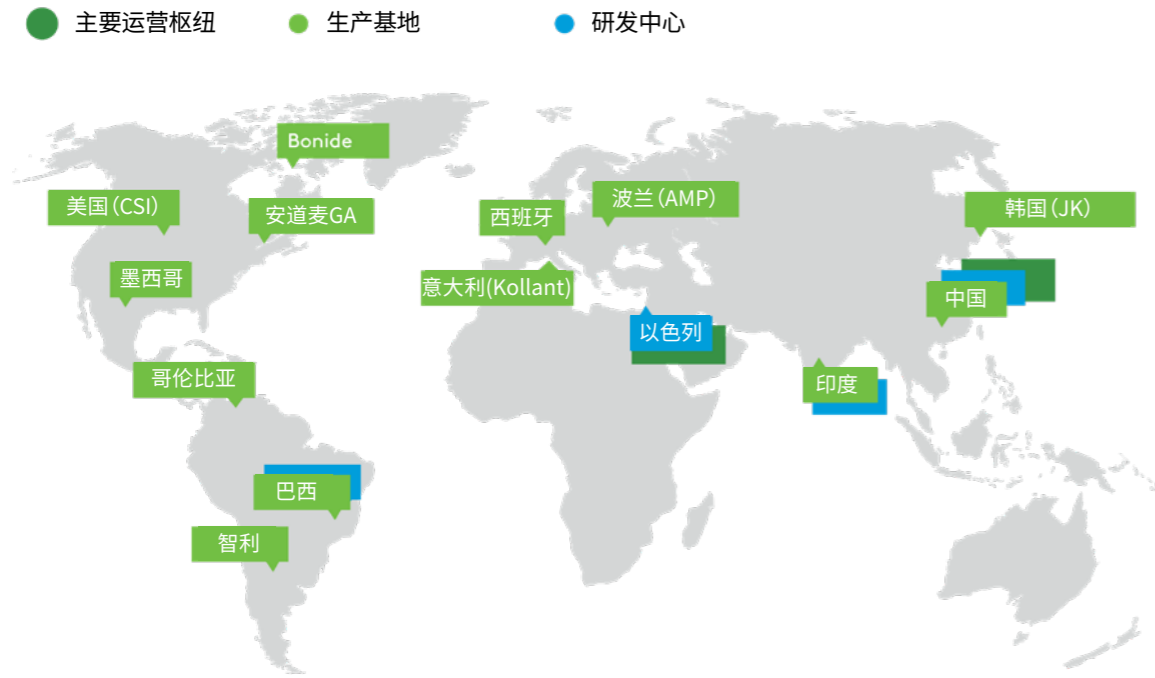 主要运营枢纽
生产基地
研发中心
Bonide
美国(CSI)
安道麦GA
西班牙
波兰(AMP)
韩国(JK)
墨西哥
意大利(Kollant)
中国
以色列
哥伦比亚
印度
巴西
智利